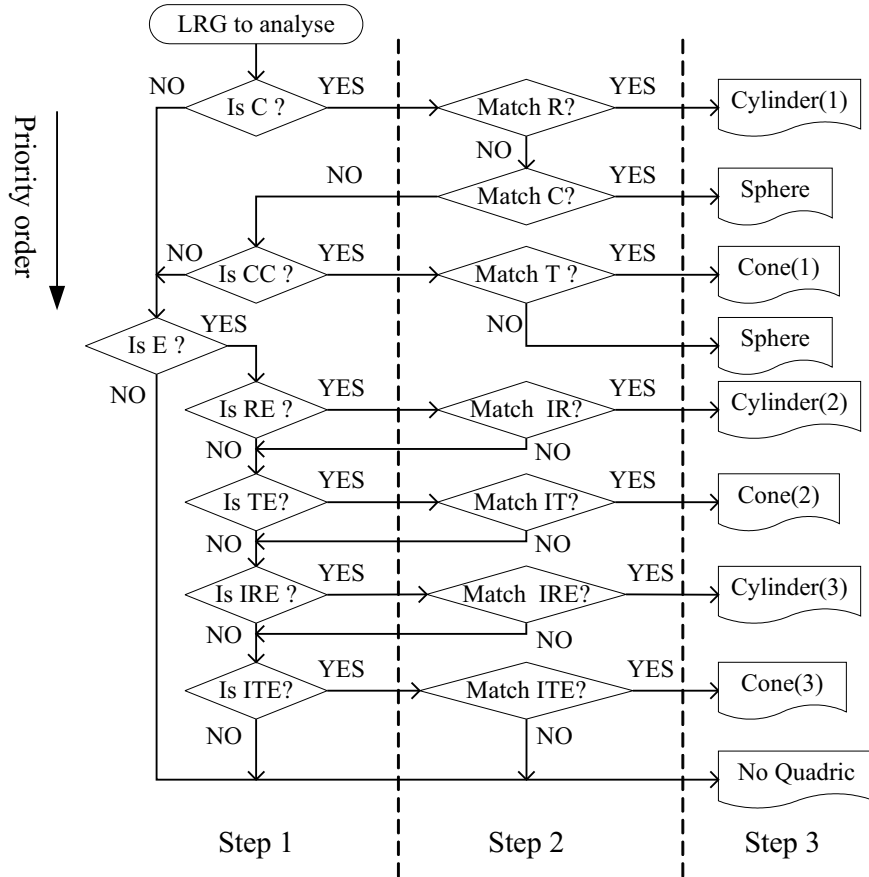 LRG to analyse
NO
YES
YES
Is C ?
Match R?
Cylinder(1)
NO
NO
YES
Match C?
Sphere
Priority order
NO
YES
YES
Is CC ?
Match T ?
Cone(1)
YES
NO
Is E ?
Sphere
NO
YES
YES
Is RE ?
Match IR?
Cylinder(2)
NO
NO
YES
YES
Is TE?
Match IT?
Cone(2)
NO
NO
YES
YES
Is IRE ?
Match IRE?
Cylinder(3)
NO
NO
YES
YES
Is ITE?
Match ITE?
Cone(3)
NO
NO
No Quadric
Step 1
Step 2
Step 3